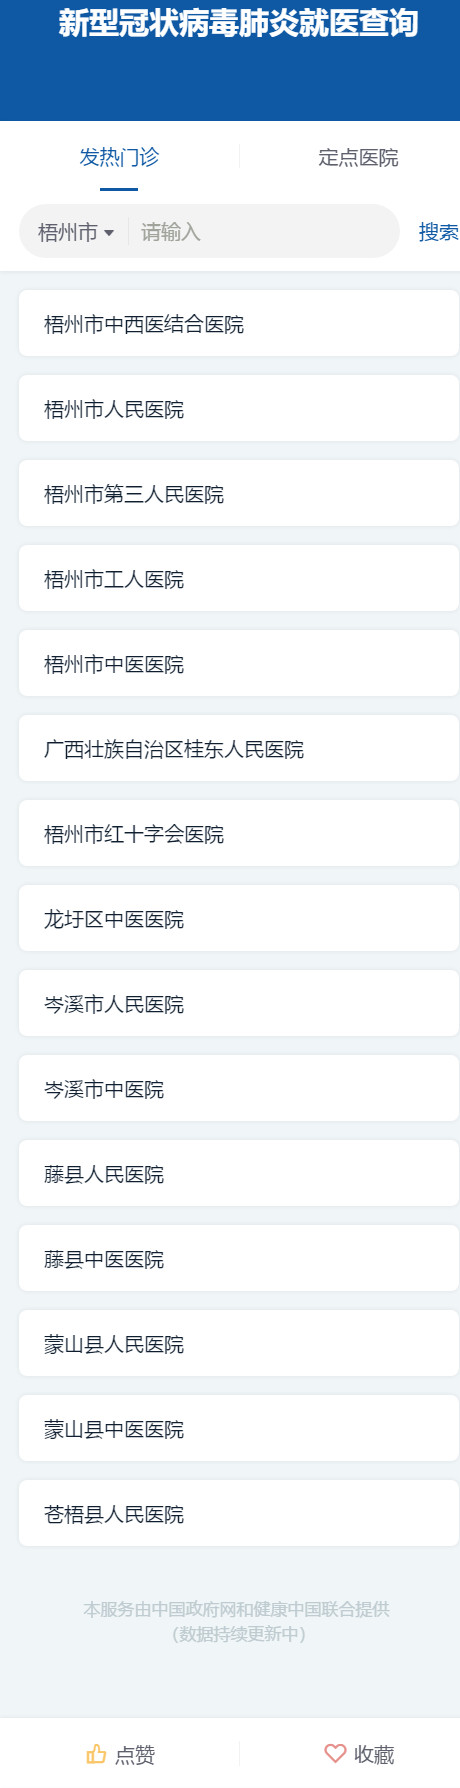 新型冠状病毒肺炎就医查询
发热门诊 定点医院
梧州市 请输入 搜索
梧州市中西医结合医院
梧州市人民医院
梧州市第三人民医院
梧州市工人医院
梧州市中医医院
广西壮族自治区桂东人民医院
梧州市红十字会医院
龙圩区中医医院
岑溪市人民医院
岑溪市中医院
藤县人民医院
藤县中医医院
蒙山县人民医院
蒙山县中医医院
苍梧县人民医院
本服务由中国政府网和健康中国联合提供
（数据持续更新中）
点赞 收藏